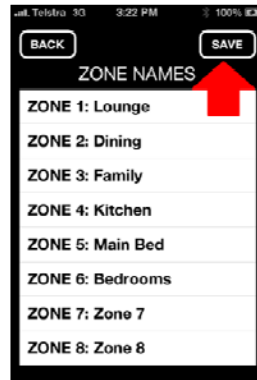 Telstra 3G 3:22 PM 100%
BACK SAVE
ZONE NAMES
ZONE 1: Lounge
ZONE 2: Dining
ZONE 3: Family
ZONE 4: Kitchen
ZONE 5: Main Bed
ZONE 6: Bedrooms
ZONE 7: Zone 7
ZONE 8: Zone 8